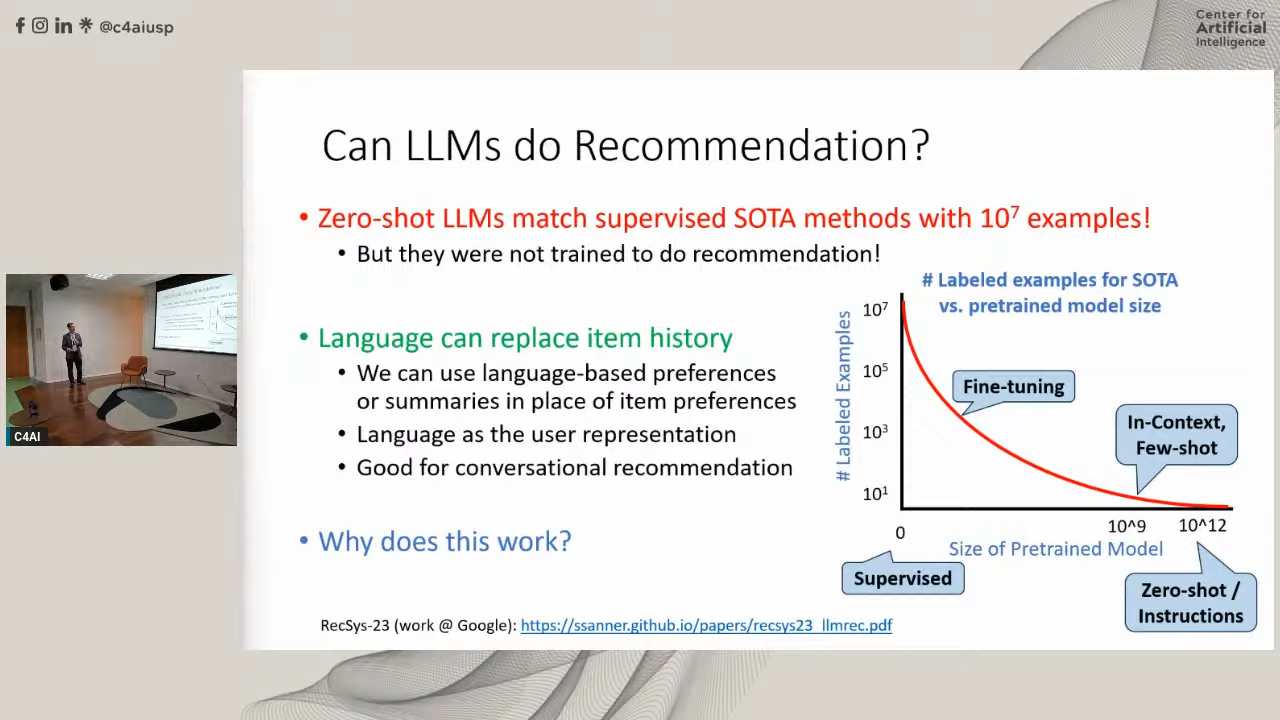 @c4aiusp
Center for
Artificial
Intelligence
Can LLMs do Recommendation?
• Zero-shot LLMs match supervised SOTA methods with 10⁷ examples!
• But they were not trained to do recommendation!
• Language can replace item history
• We can use language-based preferences
or summaries in place of item preferences
• Language as the user representation
• Good for conversational recommendation
• Why does this work?
# Labeled examples for SOTA
vs. pretrained model size
# Labeled Examples
10⁷
10⁵
10³
10¹
Fine-tuning
In-Context,
Few-shot
0
10^9
10^12
Size of Pretrained Model
Supervised
Zero-shot /
Instructions
RecSys-23 (work @ Google): https://ssanner.github.io/papers/recsys23_llmrec.pdf
C4AI